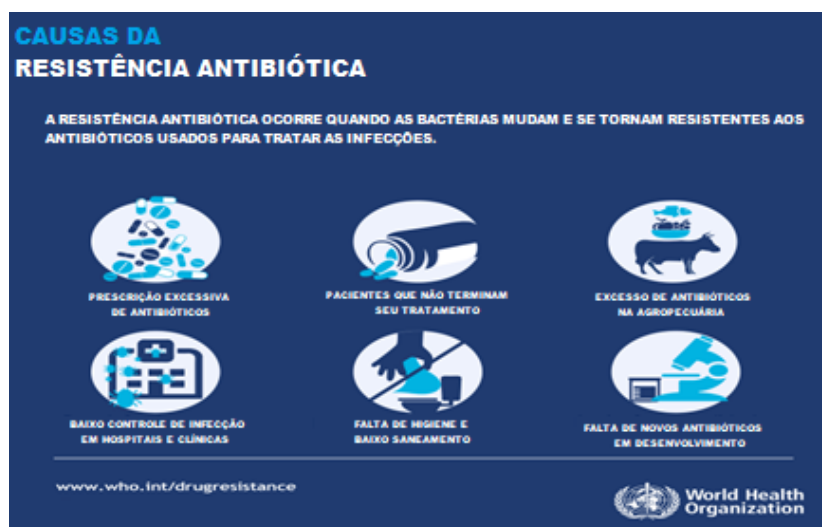 CAUSAS DA
RESISTÊNCIA ANTIBIÓTICA
A RESISTÊNCIA ANTIBIÓTICA OCORRE QUANDO AS BACTÉRIAS MUDAM E SE TORNAM RESISTENTES AOS
ANTIBIÓTICOS USADOS PARA TRATAR AS INFECÇÕES.
PRESCRIÇÃO EXCESSIVA
DE ANTIBIÓTICOS
PACIENTES QUE NÃO TERMINAM
SEU TRATAMENTO
EXCESSO DE ANTIBIÓTICOS
NA AGROPECUÁRIA
BAIXO CONTROLE DE INFECÇÃO
EM HOSPITAIS E CLÍNICAS
FALTA DE HIGIENE E
BAIXO SANEAMENTO
FALTA DE NOVOS ANTIBIÓTICOS
EM DESENVOLVIMENTO
www.who.int/drugresistance
World Health
Organization